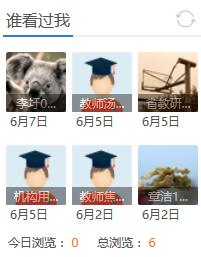 谁看过我
李圩0... 教师汤... 省数研...
6月7日 6月5日 6月5日
机构用... 教师焦... 章洁1...
6月5日 6月2日 6月2日
今日浏览： 0 总浏览： 6